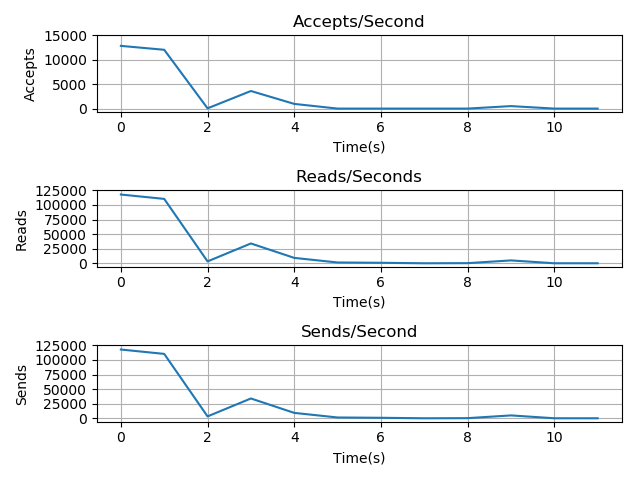 Accepts/Second
15000
10000
5000
0
Accepts
0 2 4 6 8 10
Time(s)
Reads/Seconds
125000
100000
75000
50000
25000
0
Reads
0 2 4 6 8 10
Time(s)
Sends/Second
125000
100000
75000
50000
25000
0
Sends
0 2 4 6 8 10
Time(s)